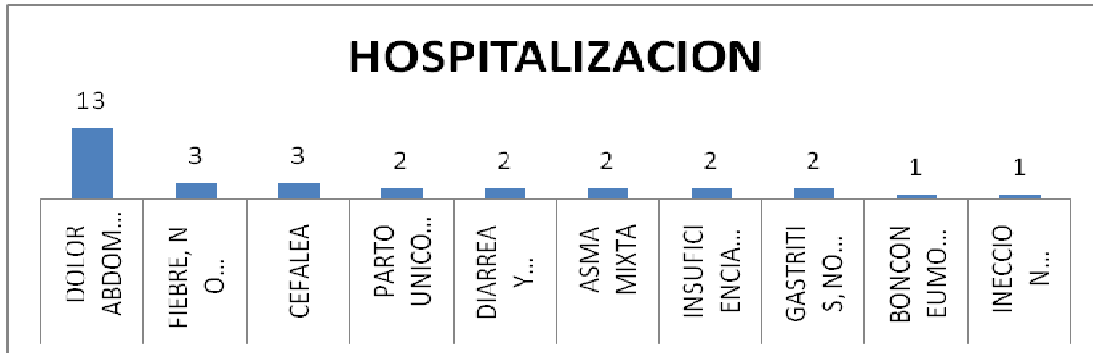 HOSPITALIZACION
13
3
3
2
2
2
2
2
1
1
DOLOR
ABDOM...
FIEBRE, N
O...
CEFALEA
PARTO
UNICO...
DIARREA
Y...
ASMA
MIXTA
INSUFICI
ENCIA...
GASTRITI
S, NO...
BONCON
EUMO...
INECCIO
N...